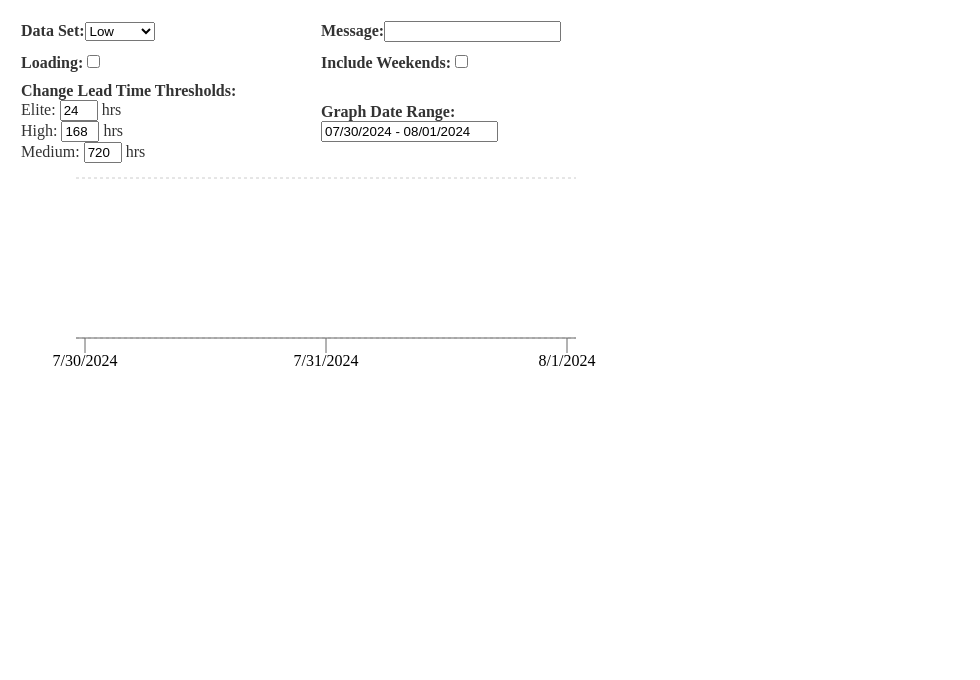 Data Set: Low
Message:
Loading:
Include Weekends:
Change Lead Time Thresholds:
Elite: 24 hrs
High: 168 hrs
Medium: 720 hrs
Graph Date Range:
07/30/2024 - 08/01/2024
7/30/2024
7/31/2024
8/1/2024